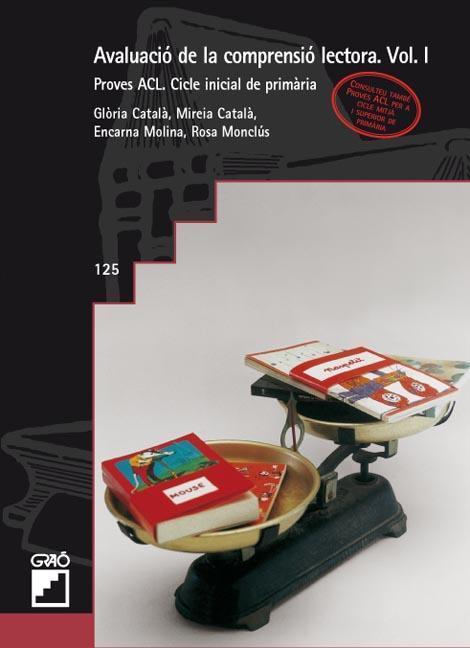 Avaluació de la comprensió lectora. Vol. I
Proves ACL. Cicle inicial de primària
Glòria Català, Mireia Català,
Encarna Molina, Rosa Monclús
CONSULTEU TAMBÉ
PROVES ACL PER A
CICLE MITJÀ
I SUPERIOR DE
PRIMÀRIA
125
MOUSE
GRAÓ